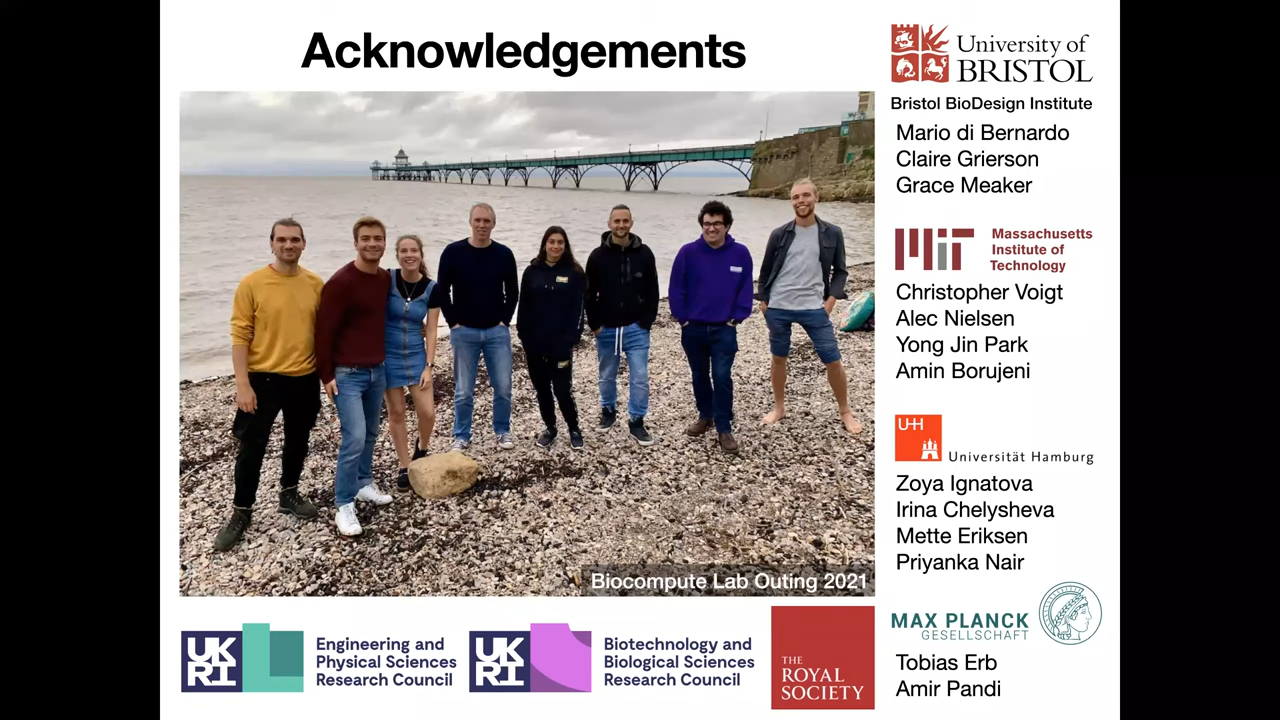 Acknowledgements
University of
BRISTOL
Bristol BioDesign Institute
Mario di Bernardo
Claire Grierson
Grace Meaker
MIT
Massachusetts
Institute of
Technology
Christopher Voigt
Alec Nielsen
Yong Jin Park
Amin Borujeni
UH
Universität Hamburg
Zoya Ignatova
Irina Chelysheva
Mette Eriksen
Priyanka Nair
MAX PLANCK
GESELLSCHAFT
Tobias Erb
Amir Pandi
Biocompute Lab Outing 2021
UK
RI
Engineering and
Physical Sciences
Research Council
UK
RI
Biotechnology and
Biological Sciences
Research Council
THE
ROYAL
SOCIETY